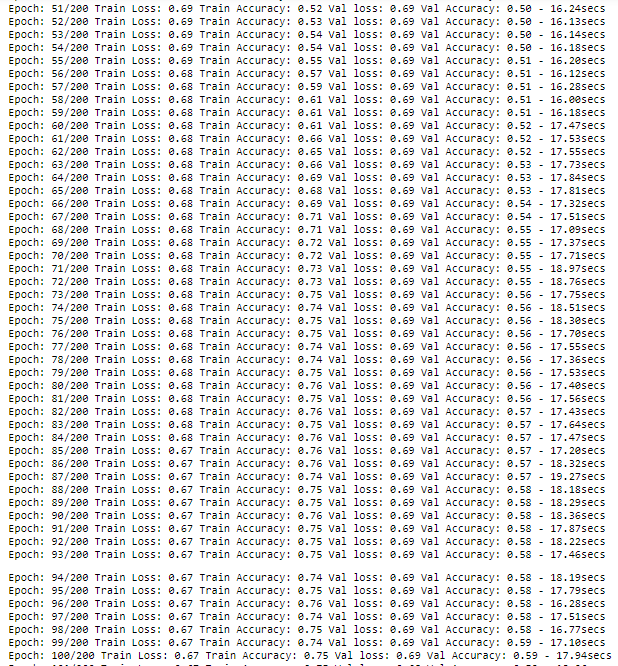 Epoch: 51/200 Train Loss: 0.69 Train Accuracy: 0.52 Val loss: 0.69 Val Accuracy: 0.50 - 16.24secs
Epoch: 52/200 Train Loss: 0.69 Train Accuracy: 0.53 Val loss: 0.69 Val Accuracy: 0.50 - 16.13secs
Epoch: 53/200 Train Loss: 0.69 Train Accuracy: 0.54 Val loss: 0.69 Val Accuracy: 0.50 - 16.14secs
Epoch: 54/200 Train Loss: 0.69 Train Accuracy: 0.54 Val loss: 0.69 Val Accuracy: 0.50 - 16.18secs
Epoch: 55/200 Train Loss: 0.69 Train Accuracy: 0.55 Val loss: 0.69 Val Accuracy: 0.51 - 16.20secs
Epoch: 56/200 Train Loss: 0.68 Train Accuracy: 0.57 Val loss: 0.69 Val Accuracy: 0.51 - 16.12secs
Epoch: 57/200 Train Loss: 0.68 Train Accuracy: 0.59 Val loss: 0.69 Val Accuracy: 0.51 - 16.28secs
Epoch: 58/200 Train Loss: 0.68 Train Accuracy: 0.61 Val loss: 0.69 Val Accuracy: 0.51 - 16.00secs
Epoch: 59/200 Train Loss: 0.68 Train Accuracy: 0.61 Val loss: 0.69 Val Accuracy: 0.51 - 16.18secs
Epoch: 60/200 Train Loss: 0.68 Train Accuracy: 0.61 Val loss: 0.69 Val Accuracy: 0.52 - 17.47secs
Epoch: 61/200 Train Loss: 0.68 Train Accuracy: 0.66 Val loss: 0.69 Val Accuracy: 0.52 - 17.53secs
Epoch: 62/200 Train Loss: 0.68 Train Accuracy: 0.65 Val loss: 0.69 Val Accuracy: 0.52 - 17.55secs
Epoch: 63/200 Train Loss: 0.68 Train Accuracy: 0.66 Val loss: 0.69 Val Accuracy: 0.53 - 17.73secs
Epoch: 64/200 Train Loss: 0.68 Train Accuracy: 0.69 Val loss: 0.69 Val Accuracy: 0.53 - 17.84secs
Epoch: 65/200 Train Loss: 0.68 Train Accuracy: 0.68 Val loss: 0.69 Val Accuracy: 0.53 - 17.81secs
Epoch: 66/200 Train Loss: 0.68 Train Accuracy: 0.69 Val loss: 0.69 Val Accuracy: 0.54 - 17.32secs
Epoch: 67/200 Train Loss: 0.68 Train Accuracy: 0.71 Val loss: 0.69 Val Accuracy: 0.54 - 17.51secs
Epoch: 68/200 Train Loss: 0.68 Train Accuracy: 0.71 Val loss: 0.69 Val Accuracy: 0.55 - 17.09secs
Epoch: 69/200 Train Loss: 0.68 Train Accuracy: 0.72 Val loss: 0.69 Val Accuracy: 0.55 - 17.37secs
Epoch: 70/200 Train Loss: 0.68 Train Accuracy: 0.72 Val loss: 0.69 Val Accuracy: 0.55 - 17.71secs
Epoch: 71/200 Train Loss: 0.68 Train Accuracy: 0.73 Val loss: 0.69 Val Accuracy: 0.55 - 18.97secs
Epoch: 72/200 Train Loss: 0.68 Train Accuracy: 0.73 Val loss: 0.69 Val Accuracy: 0.55 - 18.76secs
Epoch: 73/200 Train Loss: 0.68 Train Accuracy: 0.75 Val loss: 0.69 Val Accuracy: 0.56 - 17.75secs
Epoch: 74/200 Train Loss: 0.68 Train Accuracy: 0.74 Val loss: 0.69 Val Accuracy: 0.56 - 18.51secs
Epoch: 75/200 Train Loss: 0.68 Train Accuracy: 0.75 Val loss: 0.69 Val Accuracy: 0.56 - 18.30secs
Epoch: 76/200 Train Loss: 0.68 Train Accuracy: 0.75 Val loss: 0.69 Val Accuracy: 0.56 - 17.70secs
Epoch: 77/200 Train Loss: 0.68 Train Accuracy: 0.74 Val loss: 0.69 Val Accuracy: 0.56 - 17.55secs
Epoch: 78/200 Train Loss: 0.68 Train Accuracy: 0.74 Val loss: 0.69 Val Accuracy: 0.56 - 17.36secs
Epoch: 79/200 Train Loss: 0.68 Train Accuracy: 0.75 Val loss: 0.69 Val Accuracy: 0.56 - 17.53secs
Epoch: 80/200 Train Loss: 0.68 Train Accuracy: 0.76 Val loss: 0.69 Val Accuracy: 0.56 - 17.40secs
Epoch: 81/200 Train Loss: 0.68 Train Accuracy: 0.75 Val loss: 0.69 Val Accuracy: 0.56 - 17.56secs
Epoch: 82/200 Train Loss: 0.68 Train Accuracy: 0.76 Val loss: 0.69 Val Accuracy: 0.57 - 17.43secs
Epoch: 83/200 Train Loss: 0.68 Train Accuracy: 0.75 Val loss: 0.69 Val Accuracy: 0.57 - 17.64secs
Epoch: 84/200 Train Loss: 0.68 Train Accuracy: 0.76 Val loss: 0.69 Val Accuracy: 0.57 - 17.47secs
Epoch: 85/200 Train Loss: 0.67 Train Accuracy: 0.76 Val loss: 0.69 Val Accuracy: 0.57 - 17.20secs
Epoch: 86/200 Train Loss: 0.67 Train Accuracy: 0.76 Val loss: 0.69 Val Accuracy: 0.57 - 18.32secs
Epoch: 87/200 Train Loss: 0.67 Train Accuracy: 0.74 Val loss: 0.69 Val Accuracy: 0.57 - 19.27secs
Epoch: 88/200 Train Loss: 0.67 Train Accuracy: 0.75 Val loss: 0.69 Val Accuracy: 0.58 - 18.18secs
Epoch: 89/200 Train Loss: 0.67 Train Accuracy: 0.75 Val loss: 0.69 Val Accuracy: 0.58 - 18.29secs
Epoch: 90/200 Train Loss: 0.67 Train Accuracy: 0.76 Val loss: 0.69 Val Accuracy: 0.58 - 18.36secs
Epoch: 91/200 Train Loss: 0.67 Train Accuracy: 0.75 Val loss: 0.69 Val Accuracy: 0.58 - 17.87secs
Epoch: 92/200 Train Loss: 0.67 Train Accuracy: 0.75 Val loss: 0.69 Val Accuracy: 0.58 - 18.22secs
Epoch: 93/200 Train Loss: 0.67 Train Accuracy: 0.75 Val loss: 0.69 Val Accuracy: 0.58 - 17.46secs
Epoch: 94/200 Train Loss: 0.67 Train Accuracy: 0.74 Val loss: 0.69 Val Accuracy: 0.58 - 18.19secs
Epoch: 95/200 Train Loss: 0.67 Train Accuracy: 0.75 Val loss: 0.69 Val Accuracy: 0.58 - 17.79secs
Epoch: 96/200 Train Loss: 0.67 Train Accuracy: 0.76 Val loss: 0.69 Val Accuracy: 0.58 - 16.28secs
Epoch: 97/200 Train Loss: 0.67 Train Accuracy: 0.74 Val loss: 0.69 Val Accuracy: 0.58 - 17.51secs
Epoch: 98/200 Train Loss: 0.67 Train Accuracy: 0.75 Val loss: 0.69 Val Accuracy: 0.58 - 16.77secs
Epoch: 99/200 Train Loss: 0.67 Train Accuracy: 0.74 Val loss: 0.69 Val Accuracy: 0.59 - 17.10secs
Epoch: 100/200 Train Loss: 0.67 Train Accuracy: 0.75 Val loss: 0.69 Val Accuracy: 0.59 - 17.94secs